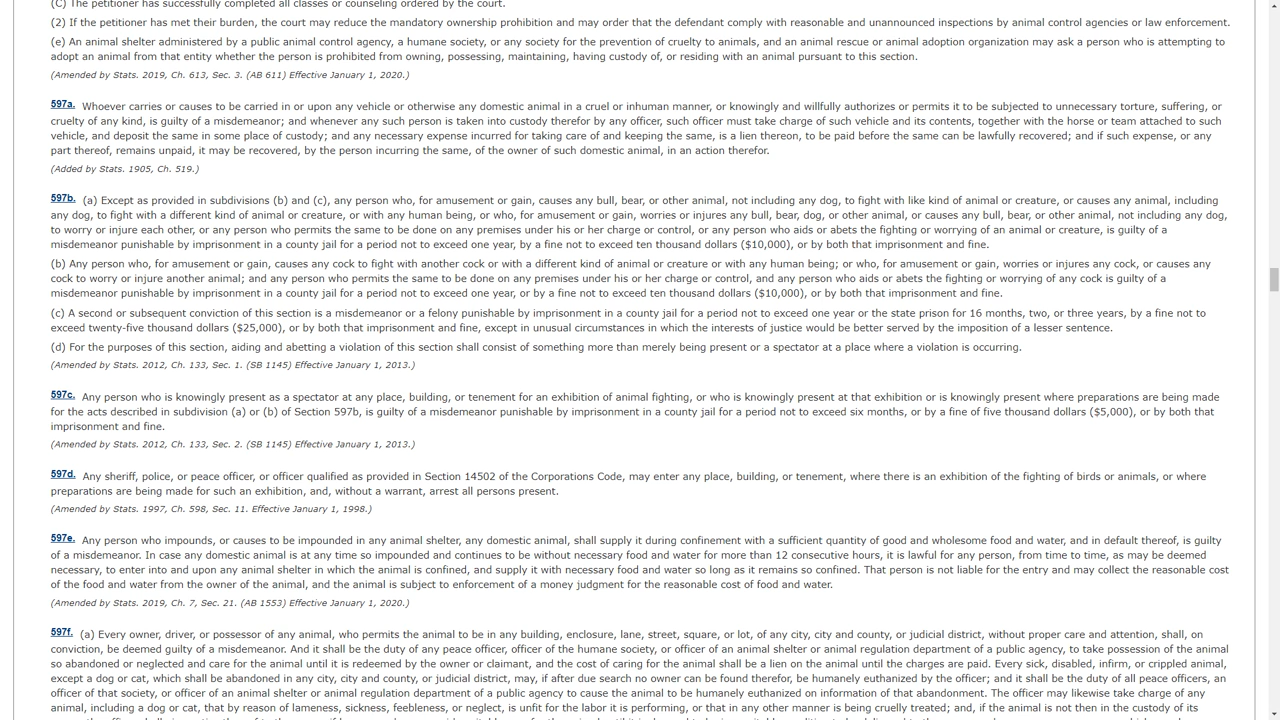 (C) The petitioner has successfully completed all classes or counseling ordered by the court.
(2) If the petitioner has met their burden, the court may reduce the mandatory ownership prohibition and may order that the defendant comply with reasonable and unannounced inspections by animal control agencies or law enforcement.
(e) An animal shelter administered by a public animal control agency, a humane society, or any society for the prevention of cruelty to animals, and an animal rescue or animal adoption organization may ask a person who is attempting to
adopt an animal from that entity whether the person is prohibited from owning, possessing, maintaining, having custody of, or residing with an animal pursuant to this section.
(Amended by Stats. 2019, Ch. 613, Sec. 3. (AB 611) Effective January 1, 2020.)
597a. Whoever carries or causes to be carried in or upon any vehicle or otherwise any domestic animal in a cruel or inhuman manner, or knowingly and willfully authorizes or permits it to be subjected to unnecessary torture, suffering, or
cruelty of any kind, is guilty of a misdemeanor; and whenever any such person is taken into custody therefor by any officer, such officer must take charge of such vehicle and its contents, together with the horse or team attached to such
vehicle, and deposit the same in some place of custody; and any necessary expense incurred for taking care of and keeping the same, is a lien thereon, to be paid before the same can be lawfully recovered; and if such expense, or any
part thereof, remains unpaid, it may be recovered, by the person incurring the same, of the owner of such domestic animal, in an action therefor.
(Added by Stats. 1905, Ch. 519.)
597b. (a) Except as provided in subdivisions (b) and (c), any person who, for amusement or gain, causes any bull, bear, or other animal, not including any dog, to fight with like kind of animal or creature, or causes any animal, including
any dog, to fight with a different kind of animal or creature, or with any human being, or who, for amusement or gain, worries or injures any bull, bear, dog, or other animal, or causes any bull, bear, or other animal, not including any dog,
to worry or injure each other, or any person who permits the same to be done on any premises under his or her charge or control, or any person who aids or abets the fighting or worrying of an animal or creature, is guilty of a
misdemeanor punishable by imprisonment in a county jail for a period not to exceed one year, by a fine not to exceed ten thousand dollars ($10,000), or by both that imprisonment and fine.
(b) Any person who, for amusement or gain, causes any cock to fight with another cock or with a different kind of animal or creature or with any human being; or who, for amusement or gain, worries or injures any cock, or causes any
cock to worry or injure another animal; and any person who permits the same to be done on any premises under his or her charge or control, and any person who aids or abets the fighting or worrying of any cock is guilty of a
misdemeanor punishable by imprisonment in a county jail for a period not to exceed one year, or by a fine not to exceed ten thousand dollars ($10,000), or by both that imprisonment and fine.
(c) A second or subsequent conviction of this section is a misdemeanor or a felony punishable by imprisonment in a county jail for a period not to exceed one year or the state prison for 16 months, two, or three years, by a fine not to
exceed twenty-five thousand dollars ($25,000), or by both that imprisonment and fine, except in unusual circumstances in which the interests of justice would be better served by the imposition of a lesser sentence.
(d) For the purposes of this section, aiding and abetting a violation of this section shall consist of something more than merely being present or a spectator at a place where a violation is occurring.
(Amended by Stats. 2012, Ch. 133, Sec. 1. (SB 1145) Effective January 1, 2013.)
597c. Any person who is knowingly present as a spectator at any place, building, or tenement for an exhibition of animal fighting, or who is knowingly present at that exhibition or is knowingly present where preparations are being made
for the acts described in subdivision (a) or (b) of Section 597b, is guilty of a misdemeanor punishable by imprisonment in a county jail for a period not to exceed six months, or by a fine of five thousand dollars ($5,000), or by both that
imprisonment and fine.
(Amended by Stats. 2012, Ch. 133, Sec. 2. (SB 1145) Effective January 1, 2013.)
597d. Any sheriff, police, or peace officer, or officer qualified as provided in Section 14502 of the Corporations Code, may enter any place, building, or tenement, where there is an exhibition of the fighting of birds or animals, or where
preparations are being made for such an exhibition, and, without a warrant, arrest all persons present.
(Amended by Stats. 1997, Ch. 598, Sec. 11. Effective January 1, 1998.)
597e. Any person who impounds, or causes to be impounded in any animal shelter, any domestic animal, shall supply it during confinement with a sufficient quantity of good and wholesome food and water, and in default thereof, is guilty
of a misdemeanor. In case any domestic animal is at any time so impounded and continues to be without necessary food and water for more than 12 consecutive hours, it is lawful for any person, from time to time, as may be deemed
necessary, to enter into and upon any animal shelter in which the animal is confined, and supply it with necessary food and water so long as it remains so confined. That person is not liable for the entry and may collect the reasonable cost
of the food and water from the owner of the animal, and the animal is subject to enforcement of a money judgment for the reasonable cost of food and water.
(Amended by Stats. 2019, Ch. 7, Sec. 21. (AB 1553) Effective January 1, 2020.)
597f. (a) Every owner, driver, or possessor of any animal, who permits the animal to be in any building, enclosure, lane, street, square, or lot, of any city, city and county, or judicial district, without proper care and attention, shall, on
conviction, be deemed guilty of a misdemeanor. And it shall be the duty of any peace officer, officer of the humane society, or officer of an animal shelter or animal regulation department of a public agency, to take possession of the animal
so abandoned or neglected and care for the animal until it is redeemed by the owner or claimant, and the cost of caring for the animal shall be a lien on the animal until the charges are paid. Every sick, disabled, infirm, or crippled animal,
except a dog or cat, which shall be abandoned in any city, city and county, or judicial district, may, if after due search no owner can be found therefor, be humanely euthanized by the officer; and it shall be the duty of all peace officers, an
officer of that society, or officer of an animal shelter or animal regulation department of a public agency to cause the animal to be humanely euthanized on information of that abandonment. The officer may likewise take charge of any
animal, including a dog or cat, that by reason of lameness, sickness, feebleness, or neglect, is unfit for the labor it is performing, or that in any other manner is being cruelly treated; and, if the animal is not then in the custody of its